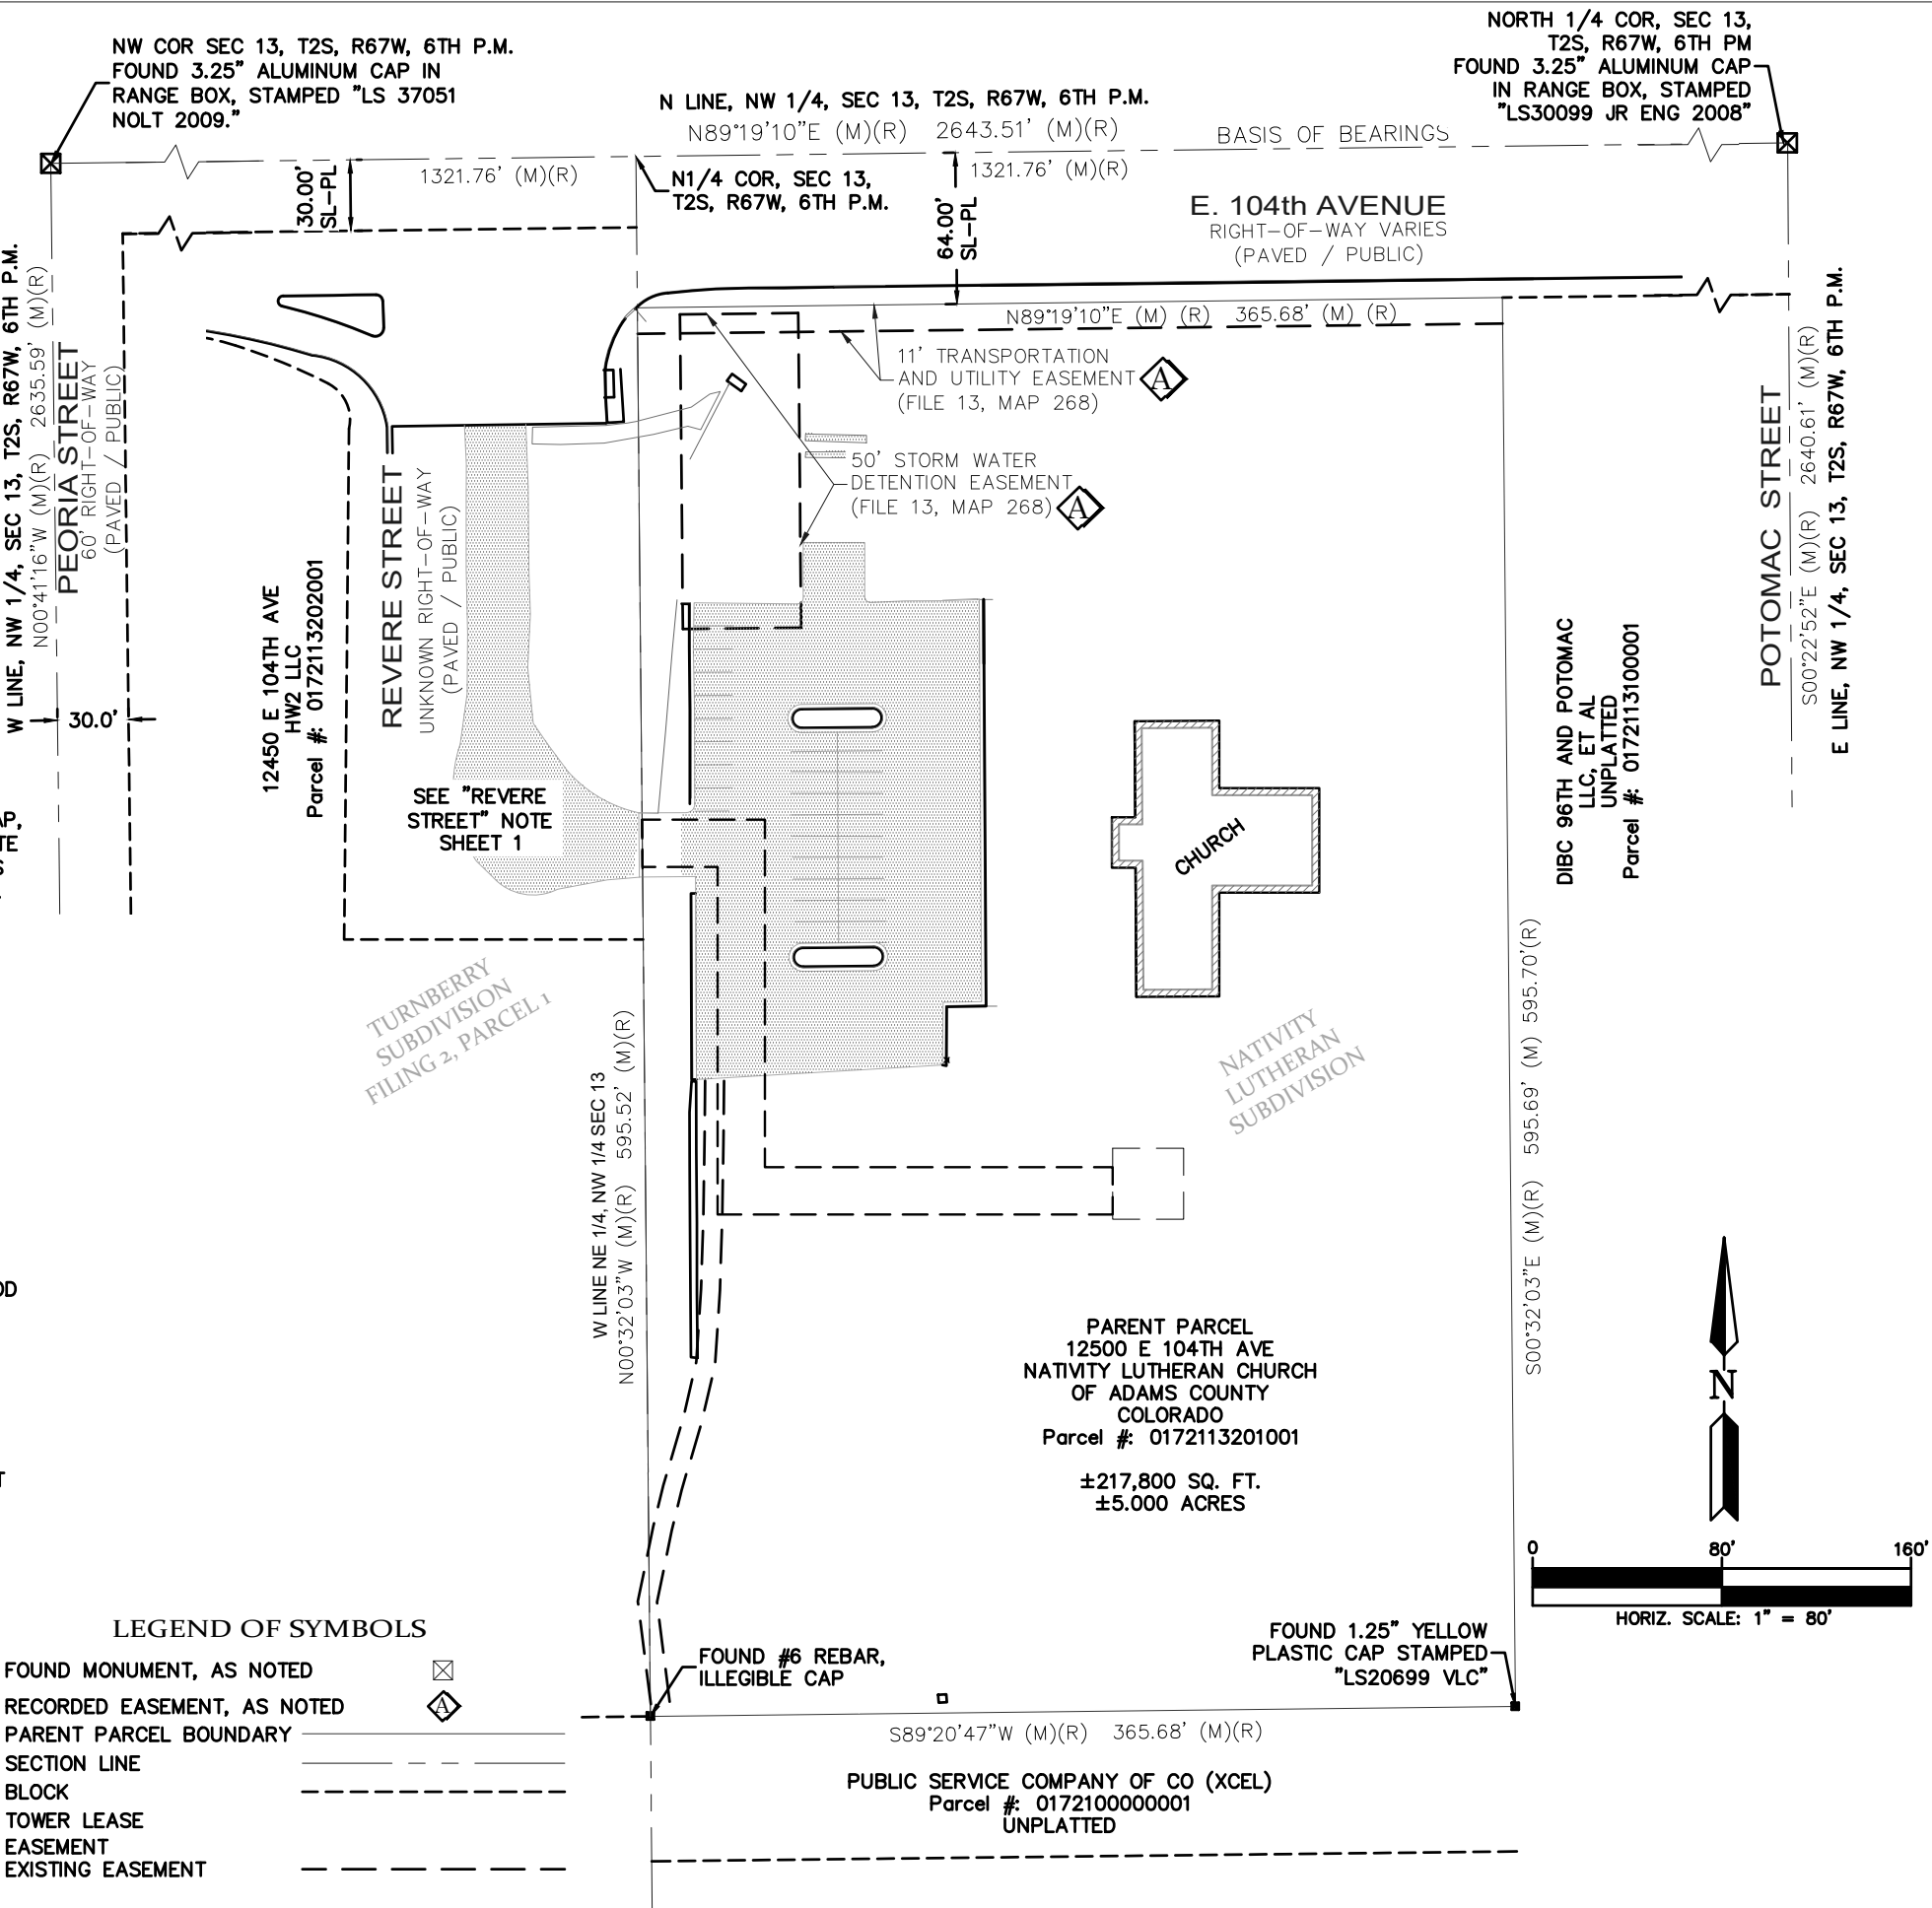 NW COR SEC 13, T2S, R67W, 6TH P.M.
FOUND 3.25" ALUMINUM CAP IN
RANGE BOX, STAMPED "LS 37051
NOLT 2009."
NORTH 1/4 COR, SEC 13,
T2S, R67W, 6TH PM
FOUND 3.25" ALUMINUM CAP
IN RANGE BOX, STAMPED
"LS30099 JR ENG 2008"
N LINE, NW 1/4, SEC 13, T2S, R67W, 6TH P.M.
N89°19'10"E (M)(R) 2643.51' (M)(R)
BASIS OF BEARINGS
1321.76' (M)(R)
N1/4 COR, SEC 13,
T2S, R67W, 6TH P.M.
1321.76' (M)(R)
30.00'
SL-PL
64.00'
SL-PL
E. 104th AVENUE
RIGHT-OF-WAY VARIES
(PAVED / PUBLIC)
N89°19'10"E (M) (R) 365.68' (M) (R)
11' TRANSPORTATION
AND UTILITY EASEMENT
(FILE 13, MAP 268)
A
50' STORM WATER
DETENTION EASEMENT
(FILE 13, MAP 268)
A
W LINE, NW 1/4, SEC 13, T2S, R67W, 6TH P.M.
N00°41'16"W (M)(R) 2635.59' (M)(R)
PEORIA STREET
60' RIGHT-OF-WAY
(PAVED / PUBLIC)
30.0'
12450 E 104TH AVE
HW2 LLC
Parcel #: 0172113202001
REVERE STREET
UNKNOWN RIGHT-OF-WAY
(PAVED / PUBLIC)
SEE "REVERE
STREET" NOTE
SHEET 1
CHURCH
DIBC 96TH AND POTOMAC
LLC, ET AL
UNPLATTED
Parcel #: 0172113100001
POTOMAC STREET
S00°22'52"E (M)(R) 2640.61' (M)(R)
E LINE, NW 1/4, SEC 13, T2S, R67W, 6TH P.M.
AP,
TE
S
TURNBERRY
SUBDIVISION
FILING 2, PARCEL 1
NATIVITY
LUTHERAN
SUBDIVISION
W LINE NE 1/4, NW 1/4 SEC 13
N00°32'03"W (M)(R) 595.52' (M)(R)
S00°32'03"E (M)(R) 595.69' (M) 595.70'(R)
OD
T
PARENT PARCEL
12500 E 104TH AVE
NATIVITY LUTHERAN CHURCH
OF ADAMS COUNTY
COLORADO
Parcel #: 0172113201001
±217,800 SQ. FT.
±5.000 ACRES
N
0 80' 160'
HORIZ. SCALE: 1" = 80'
FOUND #6 REBAR,
ILLEGIBLE CAP
FOUND 1.25" YELLOW
PLASTIC CAP STAMPED
"LS20699 VLC"
S89°20'47"W (M)(R) 365.68' (M)(R)
PUBLIC SERVICE COMPANY OF CO (XCEL)
Parcel #: 0172100000001
UNPLATTED
LEGEND OF SYMBOLS
FOUND MONUMENT, AS NOTED
RECORDED EASEMENT, AS NOTED
A
PARENT PARCEL BOUNDARY
SECTION LINE
BLOCK
TOWER LEASE
EASEMENT
EXISTING EASEMENT